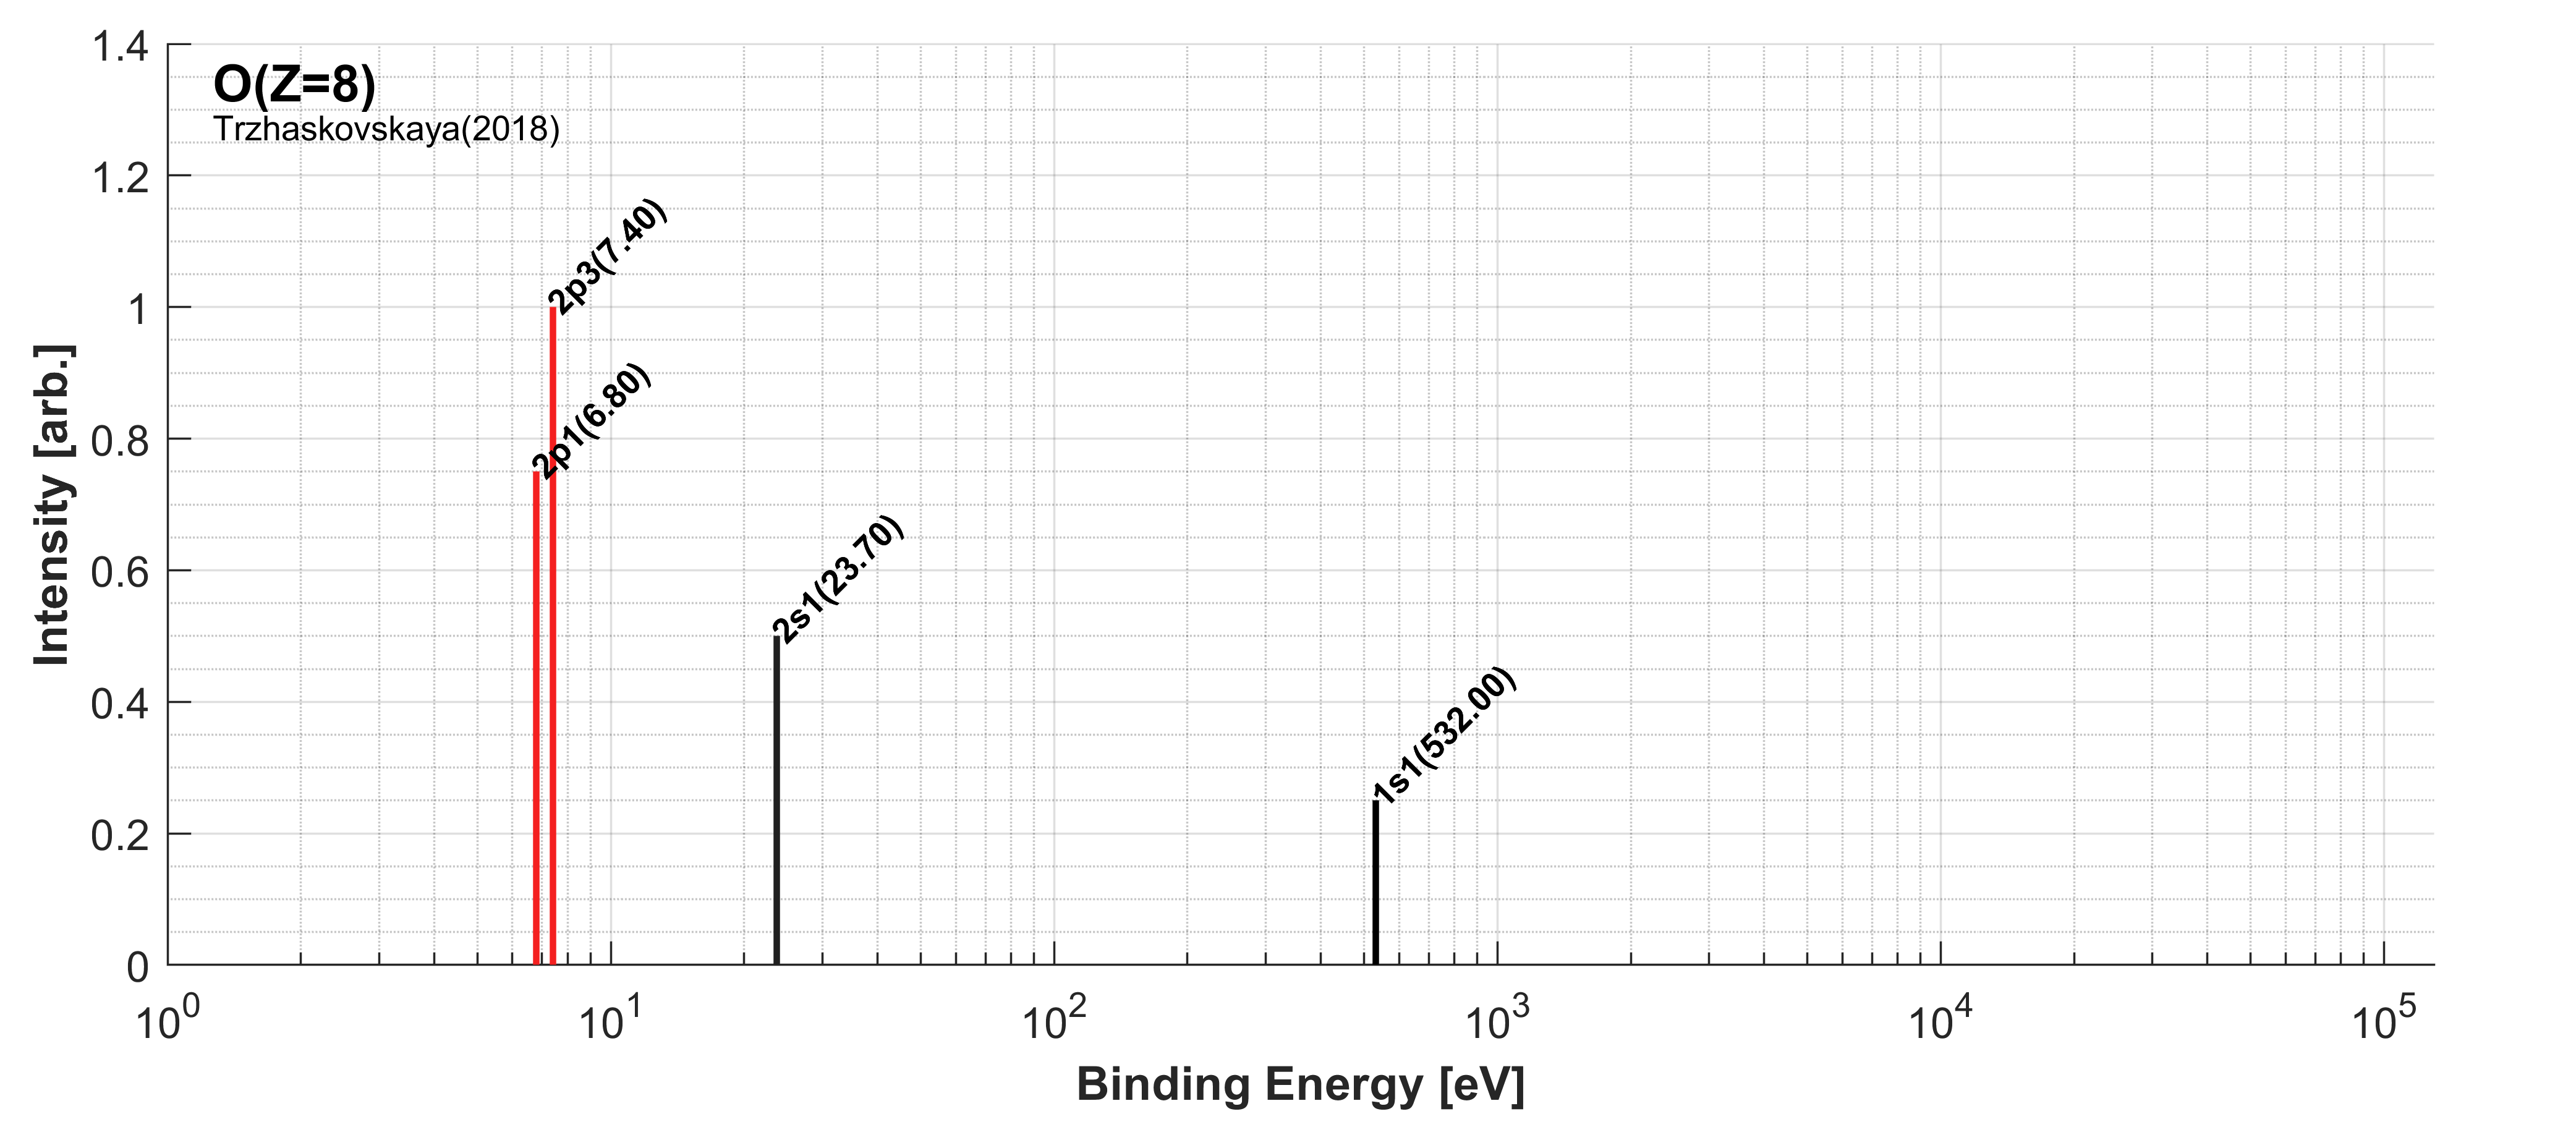 O(Z=8)
Trzhaskovskaya(2018)
1.4
1.2
1
0.8
0.6
0.4
0.2
0
Intensity [arb.]
2p3(7.40)
2p1(6.80)
2s1(23.70)
1s1(532.00)
10^0
10^1
10^2
10^3
10^4
10^5
Binding Energy [eV]